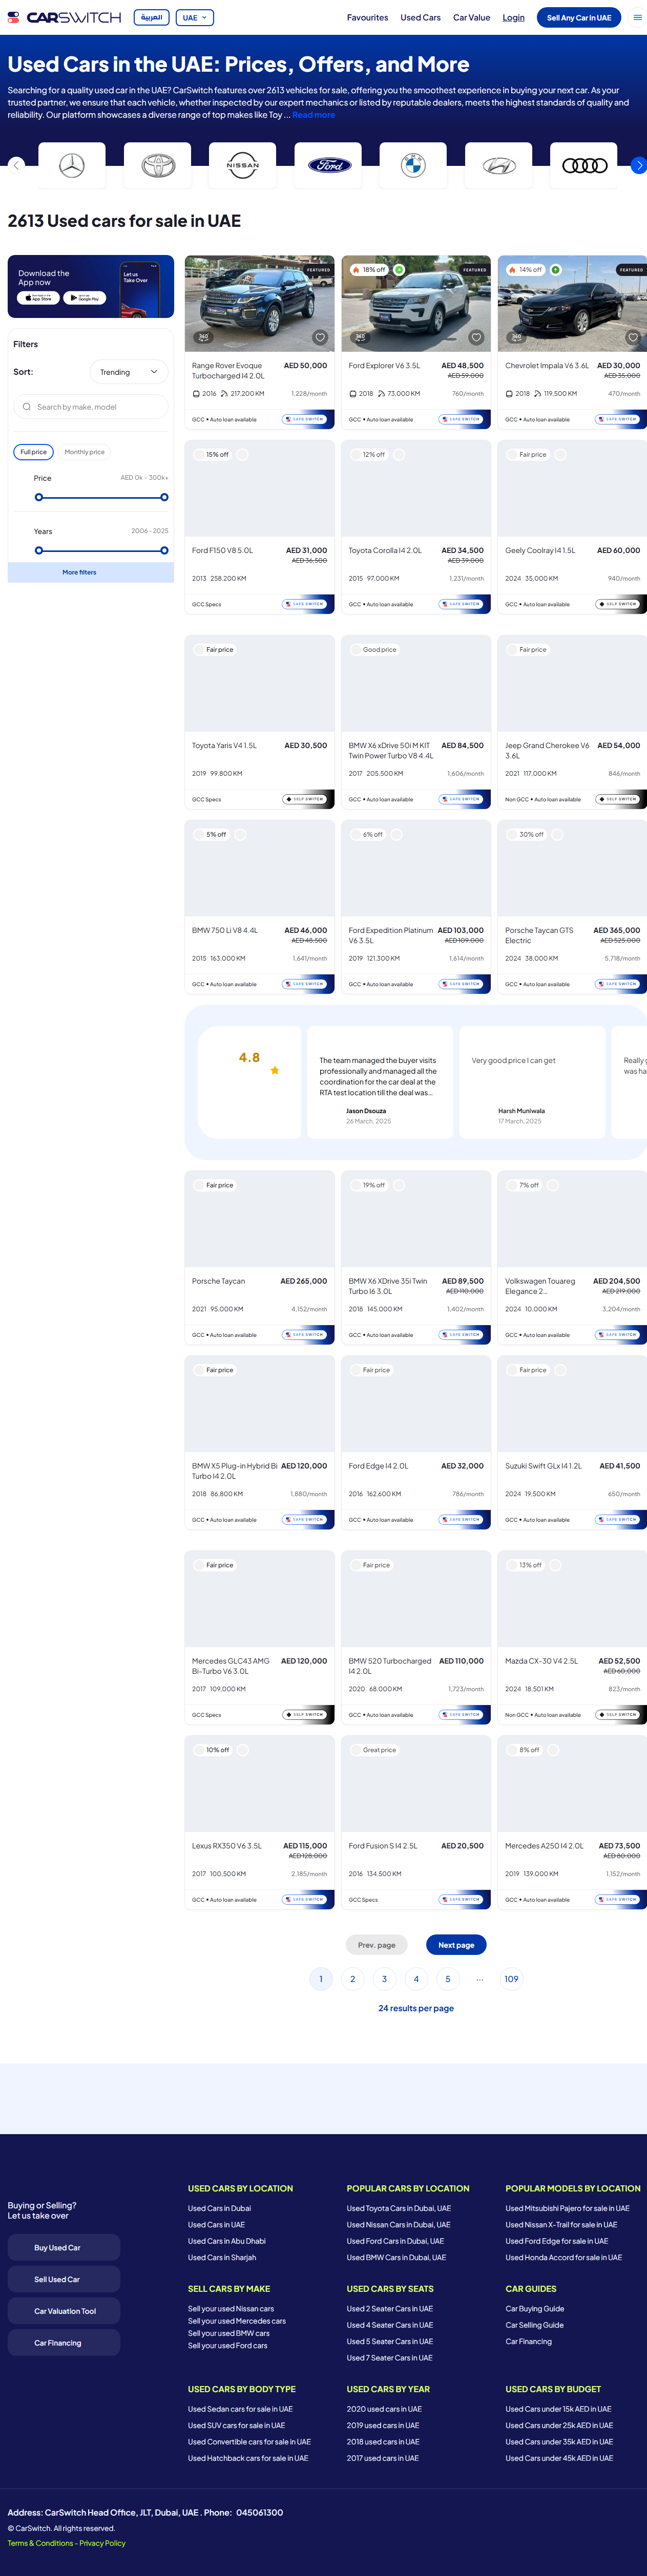 CARSWITCH
العربية
UAE
Favourites
Used Cars
Car Value
Login
Sell Any Car in UAE
Used Cars in the UAE: Prices, Offers, and More
Searching for a quality used car in the UAE? CarSwitch features over 2613 vehicles for sale, offering you the smoothest experience in buying your next car. As your
trusted partner, we ensure that each vehicle, whether inspected by our expert mechanics or listed by reputable dealers, meets the highest standards of quality and
reliability. Our platform showcases a diverse range of top makes like Toy ... Read more
NISSAN
Ford
2613 Used cars for sale in UAE
Download the
App now
App Store
Google Play
Let us
Take Over
Filters
Sort:
Trending
Search by make, model
Full price
Monthly price
Price
AED 0k - 300k+
Years
2006 - 2025
More filters
FEATURED
360
Range Rover Evoque
Turbocharged I4 2.0L
AED 50,000
2016
217,200 KM
1,228/month
GCC • Auto loan available
SAFE SWITCH
18% off
FEATURED
360
Ford Explorer V6 3.5L
AED 48,500
AED 59,000
2018
73,000 KM
760/month
GCC • Auto loan available
SAFE SWITCH
14% off
FEATURED
360
Chevrolet Impala V6 3.6L
AED 30,000
AED 35,000
2018
119,500 KM
470/month
GCC • Auto loan available
SAFE SWITCH
15% off
Ford F150 V8 5.0L
AED 31,000
AED 36,500
2013
258,200 KM
GCC Specs
SAFE SWITCH
12% off
Toyota Corolla I4 2.0L
AED 34,500
AED 39,000
2015
97,000 KM
1,231/month
GCC • Auto loan available
SAFE SWITCH
Fair price
Geely Coolray I4 1.5L
AED 60,000
2024
35,000 KM
940/month
GCC • Auto loan available
SELF SWITCH
Fair price
Toyota Yaris V4 1.5L
AED 30,500
2019
99,800 KM
GCC Specs
SELF SWITCH
Good price
BMW X6 xDrive 50i M KIT
Twin Power Turbo V8 4.4L
AED 84,500
2017
205,500 KM
1,606/month
GCC • Auto loan available
SAFE SWITCH
Fair price
Jeep Grand Cherokee V6
3.6L
AED 54,000
2021
117,000 KM
846/month
Non GCC • Auto loan available
SELF SWITCH
5% off
BMW 750 Li V8 4.4L
AED 46,000
AED 48,500
2015
163,000 KM
1,641/month
GCC • Auto loan available
SAFE SWITCH
6% off
Ford Expedition Platinum
V6 3.5L
AED 103,000
AED 109,000
2019
121,300 KM
1,614/month
GCC • Auto loan available
SAFE SWITCH
30% off
Porsche Taycan GTS
Electric
AED 365,000
AED 525,000
2024
38,000 KM
5,718/month
GCC • Auto loan available
SAFE SWITCH
4.8
The team managed the buyer visits
professionally and managed all the
coordination for the car deal at the
RTA test location till the deal was...
Jason Dsouza
26 March, 2025
Very good price I can get
Harsh Muniwala
17 March, 2025
Really g
was ha
Fair price
Porsche Taycan
AED 265,000
2021
95,000 KM
4,152/month
GCC • Auto loan available
SAFE SWITCH
19% off
BMW X6 XDrive 35i Twin
Turbo I6 3.0L
AED 89,500
AED 110,000
2018
145,000 KM
1,402/month
GCC • Auto loan available
SAFE SWITCH
7% off
Volkswagen Touareg
Elegance 2...
AED 204,500
AED 219,000
2024
10,000 KM
3,204/month
GCC • Auto loan available
SAFE SWITCH
Fair price
BMW X5 Plug-in Hybrid Bi
Turbo I4 2.0L
AED 120,000
2018
86,800 KM
1,880/month
GCC • Auto loan available
SAFE SWITCH
Fair price
Ford Edge I4 2.0L
AED 32,000
2016
162,600 KM
786/month
GCC • Auto loan available
SAFE SWITCH
Fair price
Suzuki Swift GLx I4 1.2L
AED 41,500
2024
19,500 KM
650/month
GCC • Auto loan available
SAFE SWITCH
Fair price
Mercedes GLC43 AMG
Bi-Turbo V6 3.0L
AED 120,000
2017
109,000 KM
GCC Specs
SELF SWITCH
Fair price
BMW 520 Turbocharged
I4 2.0L
AED 110,000
2020
68,000 KM
1,723/month
GCC • Auto loan available
SAFE SWITCH
13% off
Mazda CX-30 V4 2.5L
AED 52,500
AED 60,000
2024
18,501 KM
823/month
Non GCC • Auto loan available
SELF SWITCH
10% off
Lexus RX350 V6 3.5L
AED 115,000
AED 128,000
2017
100,500 KM
2,185/month
GCC • Auto loan available
SAFE SWITCH
Great price
Ford Fusion S I4 2.5L
AED 20,500
2016
134,500 KM
GCC Specs
SAFE SWITCH
8% off
Mercedes A250 I4 2.0L
AED 73,500
AED 80,000
2019
139,000 KM
1,152/month
GCC • Auto loan available
SAFE SWITCH
Prev. page
Next page
1
2
3
4
5
...
109
24 results per page
Buying or Selling?
Let us take over
Buy Used Car
Sell Used Car
Car Valuation Tool
Car Financing
USED CARS BY LOCATION
Used Cars in Dubai
Used Cars in UAE
Used Cars in Abu Dhabi
Used Cars in Sharjah
POPULAR CARS BY LOCATION
Used Toyota Cars in Dubai, UAE
Used Nissan Cars in Dubai, UAE
Used Ford Cars in Dubai, UAE
Used BMW Cars in Dubai, UAE
POPULAR MODELS BY LOCATION
Used Mitsubishi Pajero for sale in UAE
Used Nissan X-Trail for sale in UAE
Used Ford Edge for sale in UAE
Used Honda Accord for sale in UAE
SELL CARS BY MAKE
Sell your used Nissan cars
Sell your used Mercedes cars
Sell your used BMW cars
Sell your used Ford cars
USED CARS BY SEATS
Used 2 Seater Cars in UAE
Used 4 Seater Cars in UAE
Used 5 Seater Cars in UAE
Used 7 Seater Cars in UAE
CAR GUIDES
Car Buying Guide
Car Selling Guide
Car Financing
USED CARS BY BODY TYPE
Used Sedan cars for sale in UAE
Used SUV cars for sale in UAE
Used Convertible cars for sale in UAE
Used Hatchback cars for sale in UAE
USED CARS BY YEAR
2020 used cars in UAE
2019 used cars in UAE
2018 used cars in UAE
2017 used cars in UAE
USED CARS BY BUDGET
Used Cars under 15k AED in UAE
Used Cars under 25k AED in UAE
Used Cars under 35k AED in UAE
Used Cars under 45k AED in UAE
Address: CarSwitch Head Office, JLT, Dubai, UAE . Phone: 045061300
© CarSwitch. All rights reserved.
Terms & Conditions - Privacy Policy